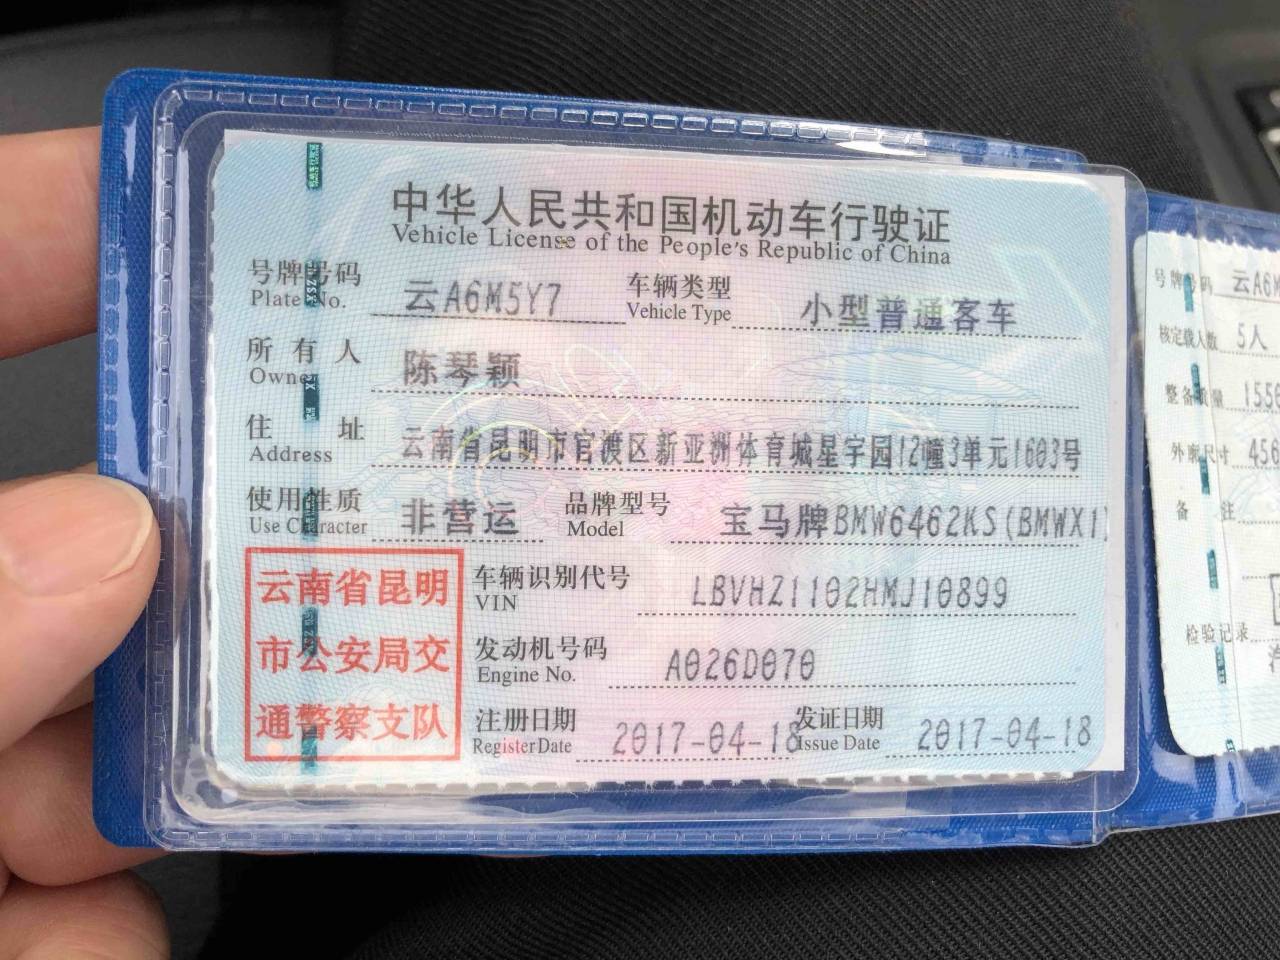 中华人民共和国机动车行驶证
Vehicle License of the People's Republic of China
号牌号码 云A6M5Y7 车辆类型 小型普通客车
Plate No. Vehicle Type
所有人 陈琴颖
Owner
住址 云南省昆明市官渡区新亚洲体育城星宇园12幢3单元1603号
Address
使用性质 非营运 品牌型号 宝马牌BMW6462KS(BMWX1)
Use Character Model
云南省昆明
市公安局交
通警察支队
车辆识别代号 LBVHZ1102HMJ10899
VIN
发动机号码 A026D070
Engine No.
注册日期 2017-04-18 发证日期 2017-04-18
Register Date Issue Date
号牌号码 云A6M
核定载人数 5人
整备质量 155
外廓尺寸 456
备注
检验记录